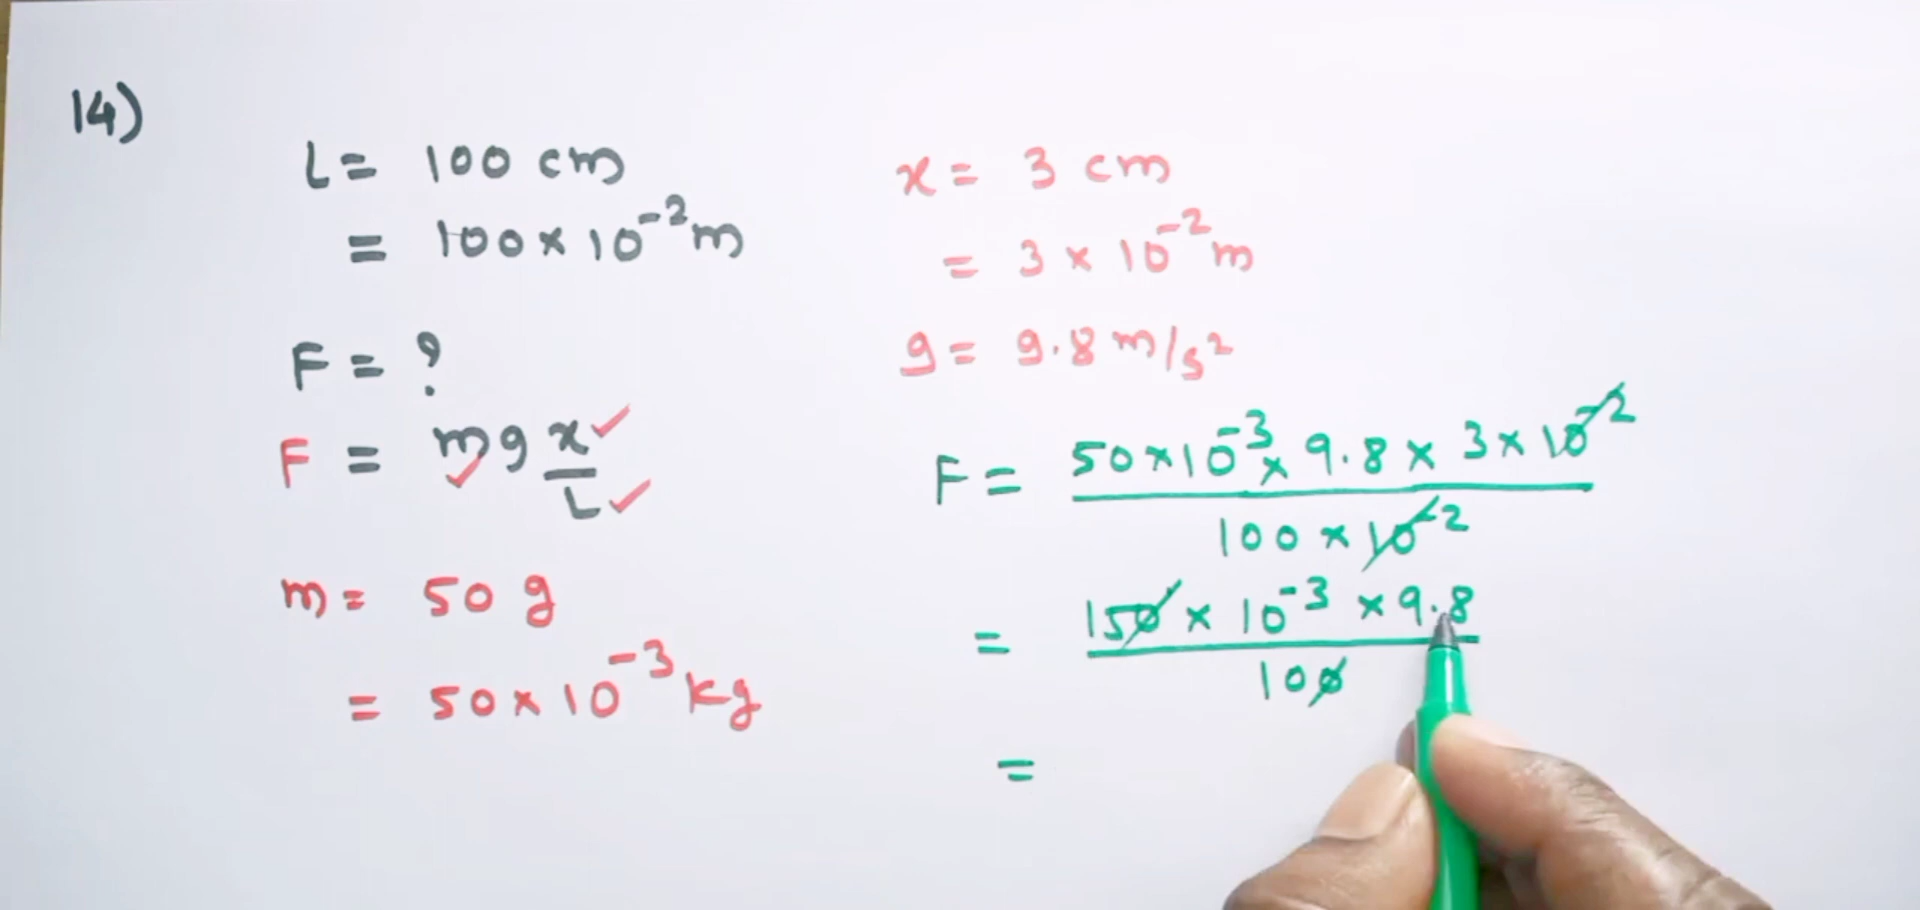 14)
L = 100 cm
= 100 × 10⁻² m
F = ?
F = mg x/L
m = 50 g
= 50 × 10⁻³ kg
x = 3 cm
= 3 × 10⁻² m
g = 9.8 m/s²
F = 50 × 10⁻³ × 9.8 × 3 × 10⁻²
100 × 10⁻²
= 150 × 10⁻³ × 9.8
100
=